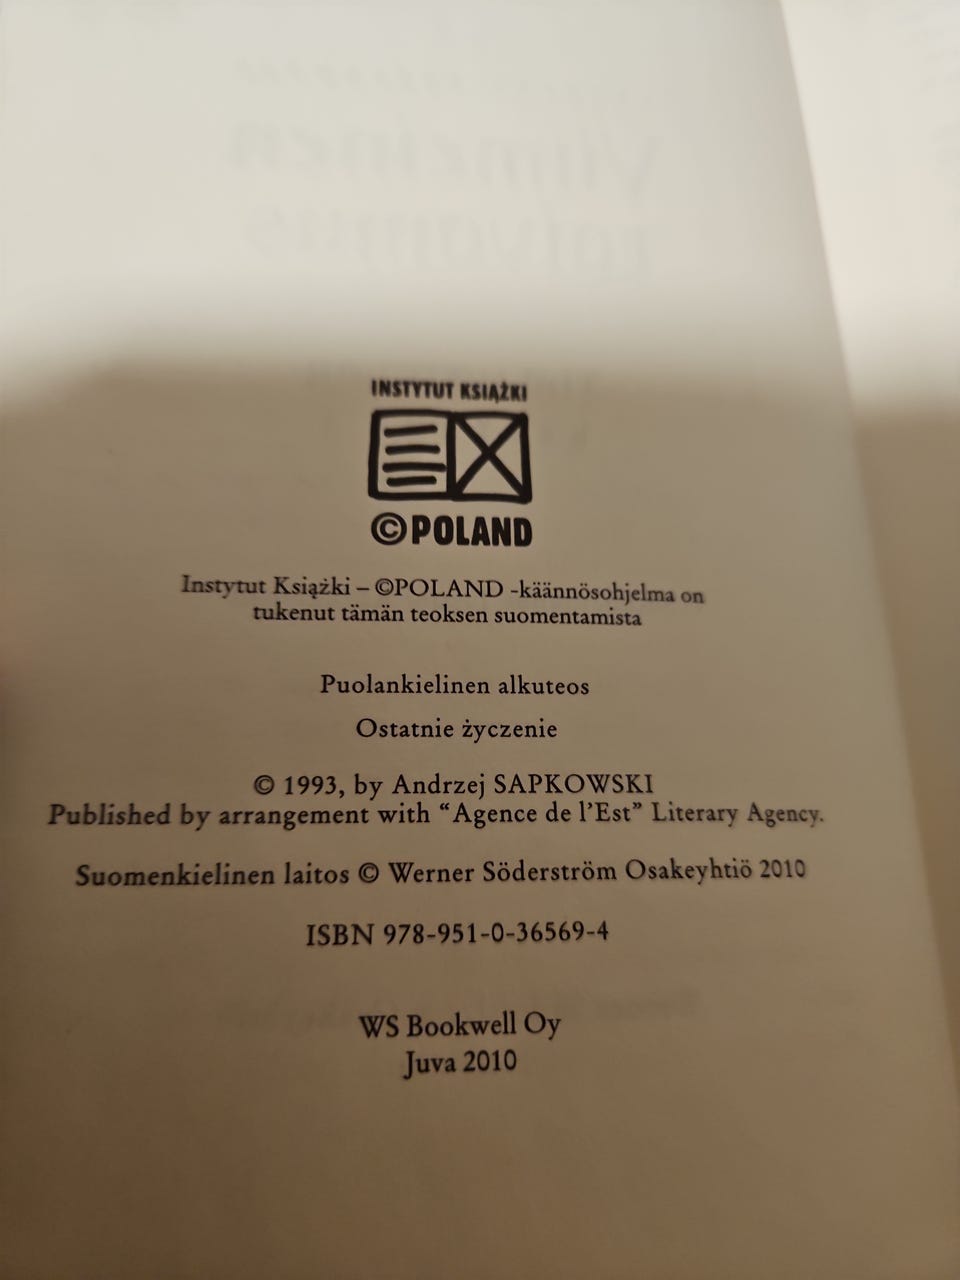 Viimeinen
toivomus
INSTYTUT KSIĄŻKI
©POLAND
Instytut Książki – ©POLAND -käännösohjelma on
tukenut tämän teoksen suomentamista
Puolankielinen alkuteos
Ostatnie życzenie
© 1993, by Andrzej SAPKOWSKI
Published by arrangement with “Agence de l’Est” Literary Agency.
Suomenkielinen laitos © Werner Söderström Osakeyhtiö 2010
ISBN 978-951-0-36569-4
WS Bookwell Oy
Juva 2010